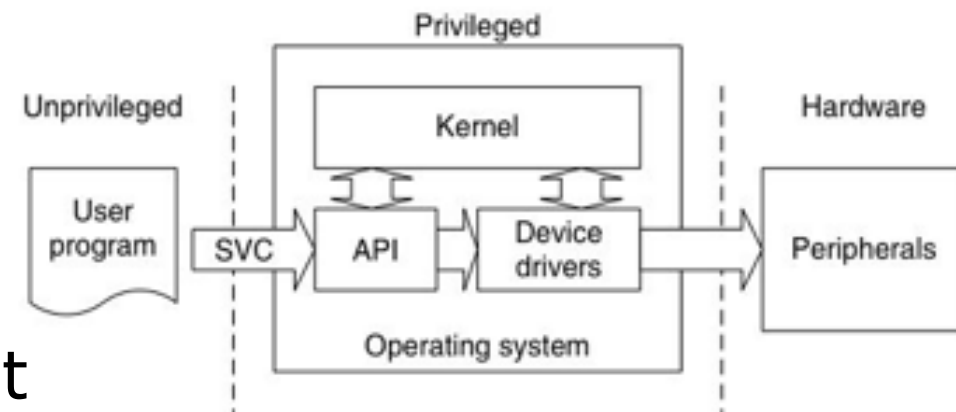 Privileged
Unprivileged
Hardware
Kernel
User
program
SVC
API
Device
drivers
Peripherals
Operating system
t